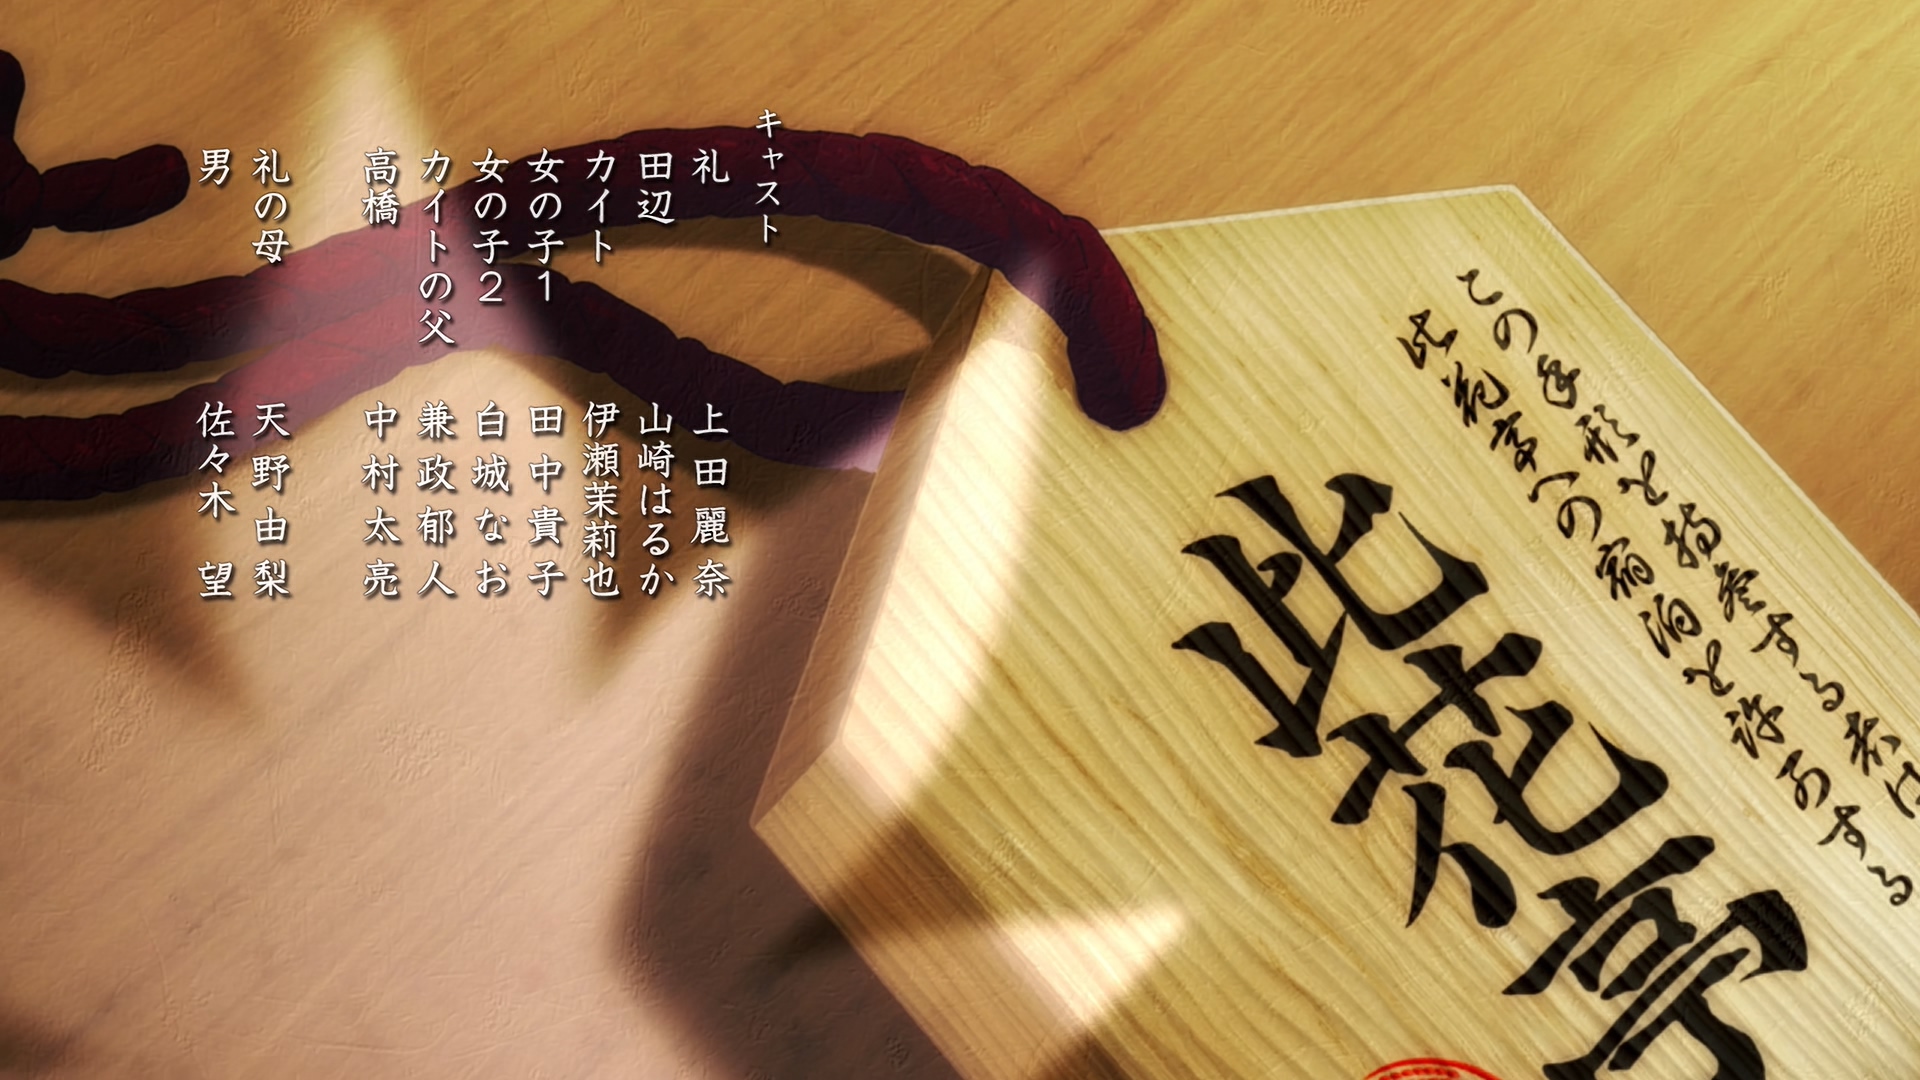 この手形を持参する者は
此花亭への宿泊を許可する
此花亭
キャスト
礼 上田麗奈
田辺 山崎はるか
カイト 伊瀬茉莉也
女の子1 田中貴子
女の子2 白城なお
カイトの父 兼政郁人
高橋 中村太亮
礼の母 天野由梨
男 佐々木 望